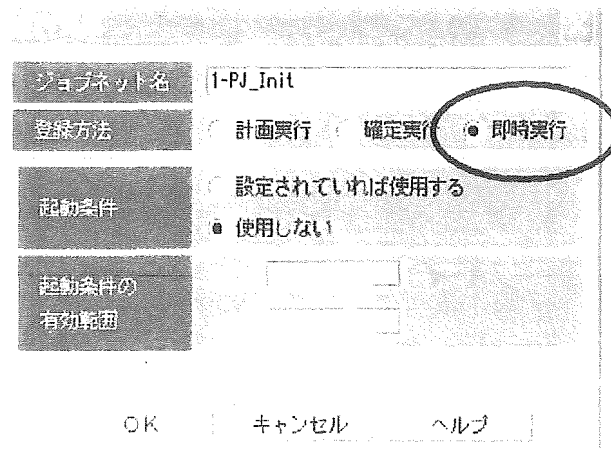 ジョブネット名 1-PJ_Init
登録方法 計画実行 確定実行 即時実行
起動条件 設定されていれば使用する
使用しない
起動条件の
有効範囲
OK キャンセル ヘルプ